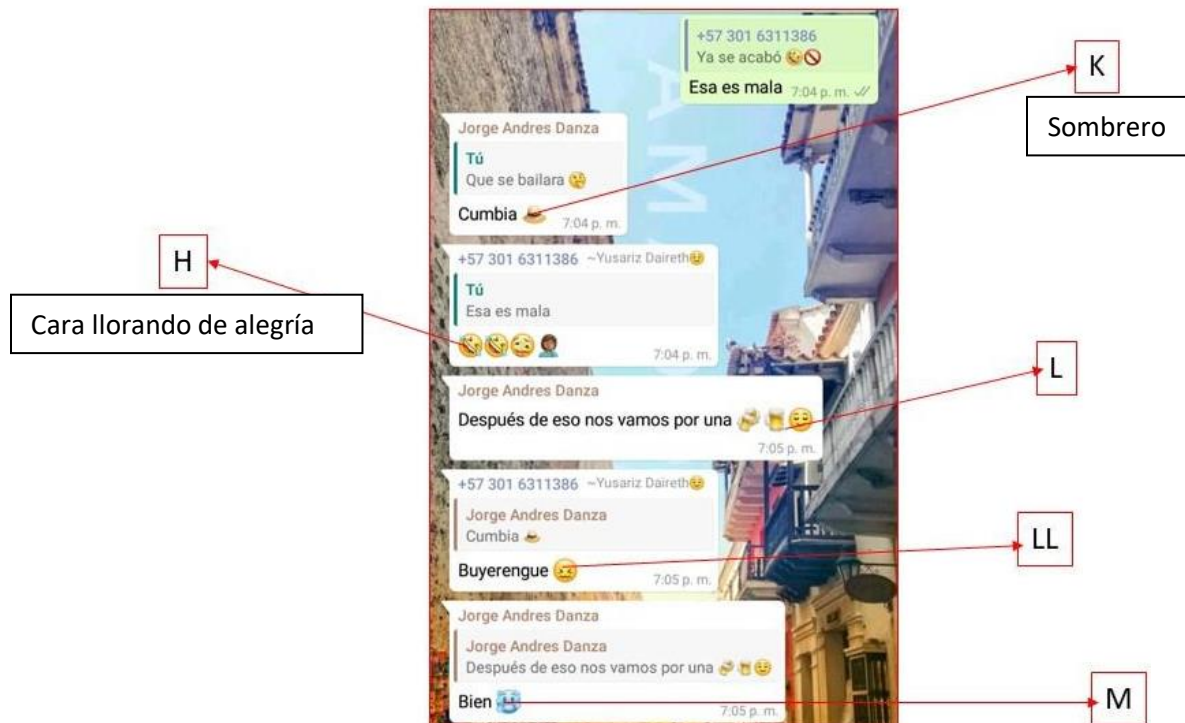 +57 301 6311386
Ya se acabó 🤣🚫
Esa es mala 7:04 p. m.
K
Sombrero
Jorge Andres Danza
Tú
Que se bailara 🤔
Cumbia 👒 7:04 p. m.
+57 301 6311386 ~Yusariz Daireth
Tú
Esa es mala
H
Cara llorando de alegría
7:04 p. m.
Jorge Andres Danza
Después de eso nos vamos por una 🍻🍺😌
7:05 p. m.
L
+57 301 6311386 ~Yusariz Daireth
Jorge Andres Danza
Cumbia 👒
Buyerengue 7:05 p. m.
LL
Jorge Andres Danza
Jorge Andres Danza
Después de eso nos vamos por una 🍻🍺😌
Bien 7:05 p. m.
M